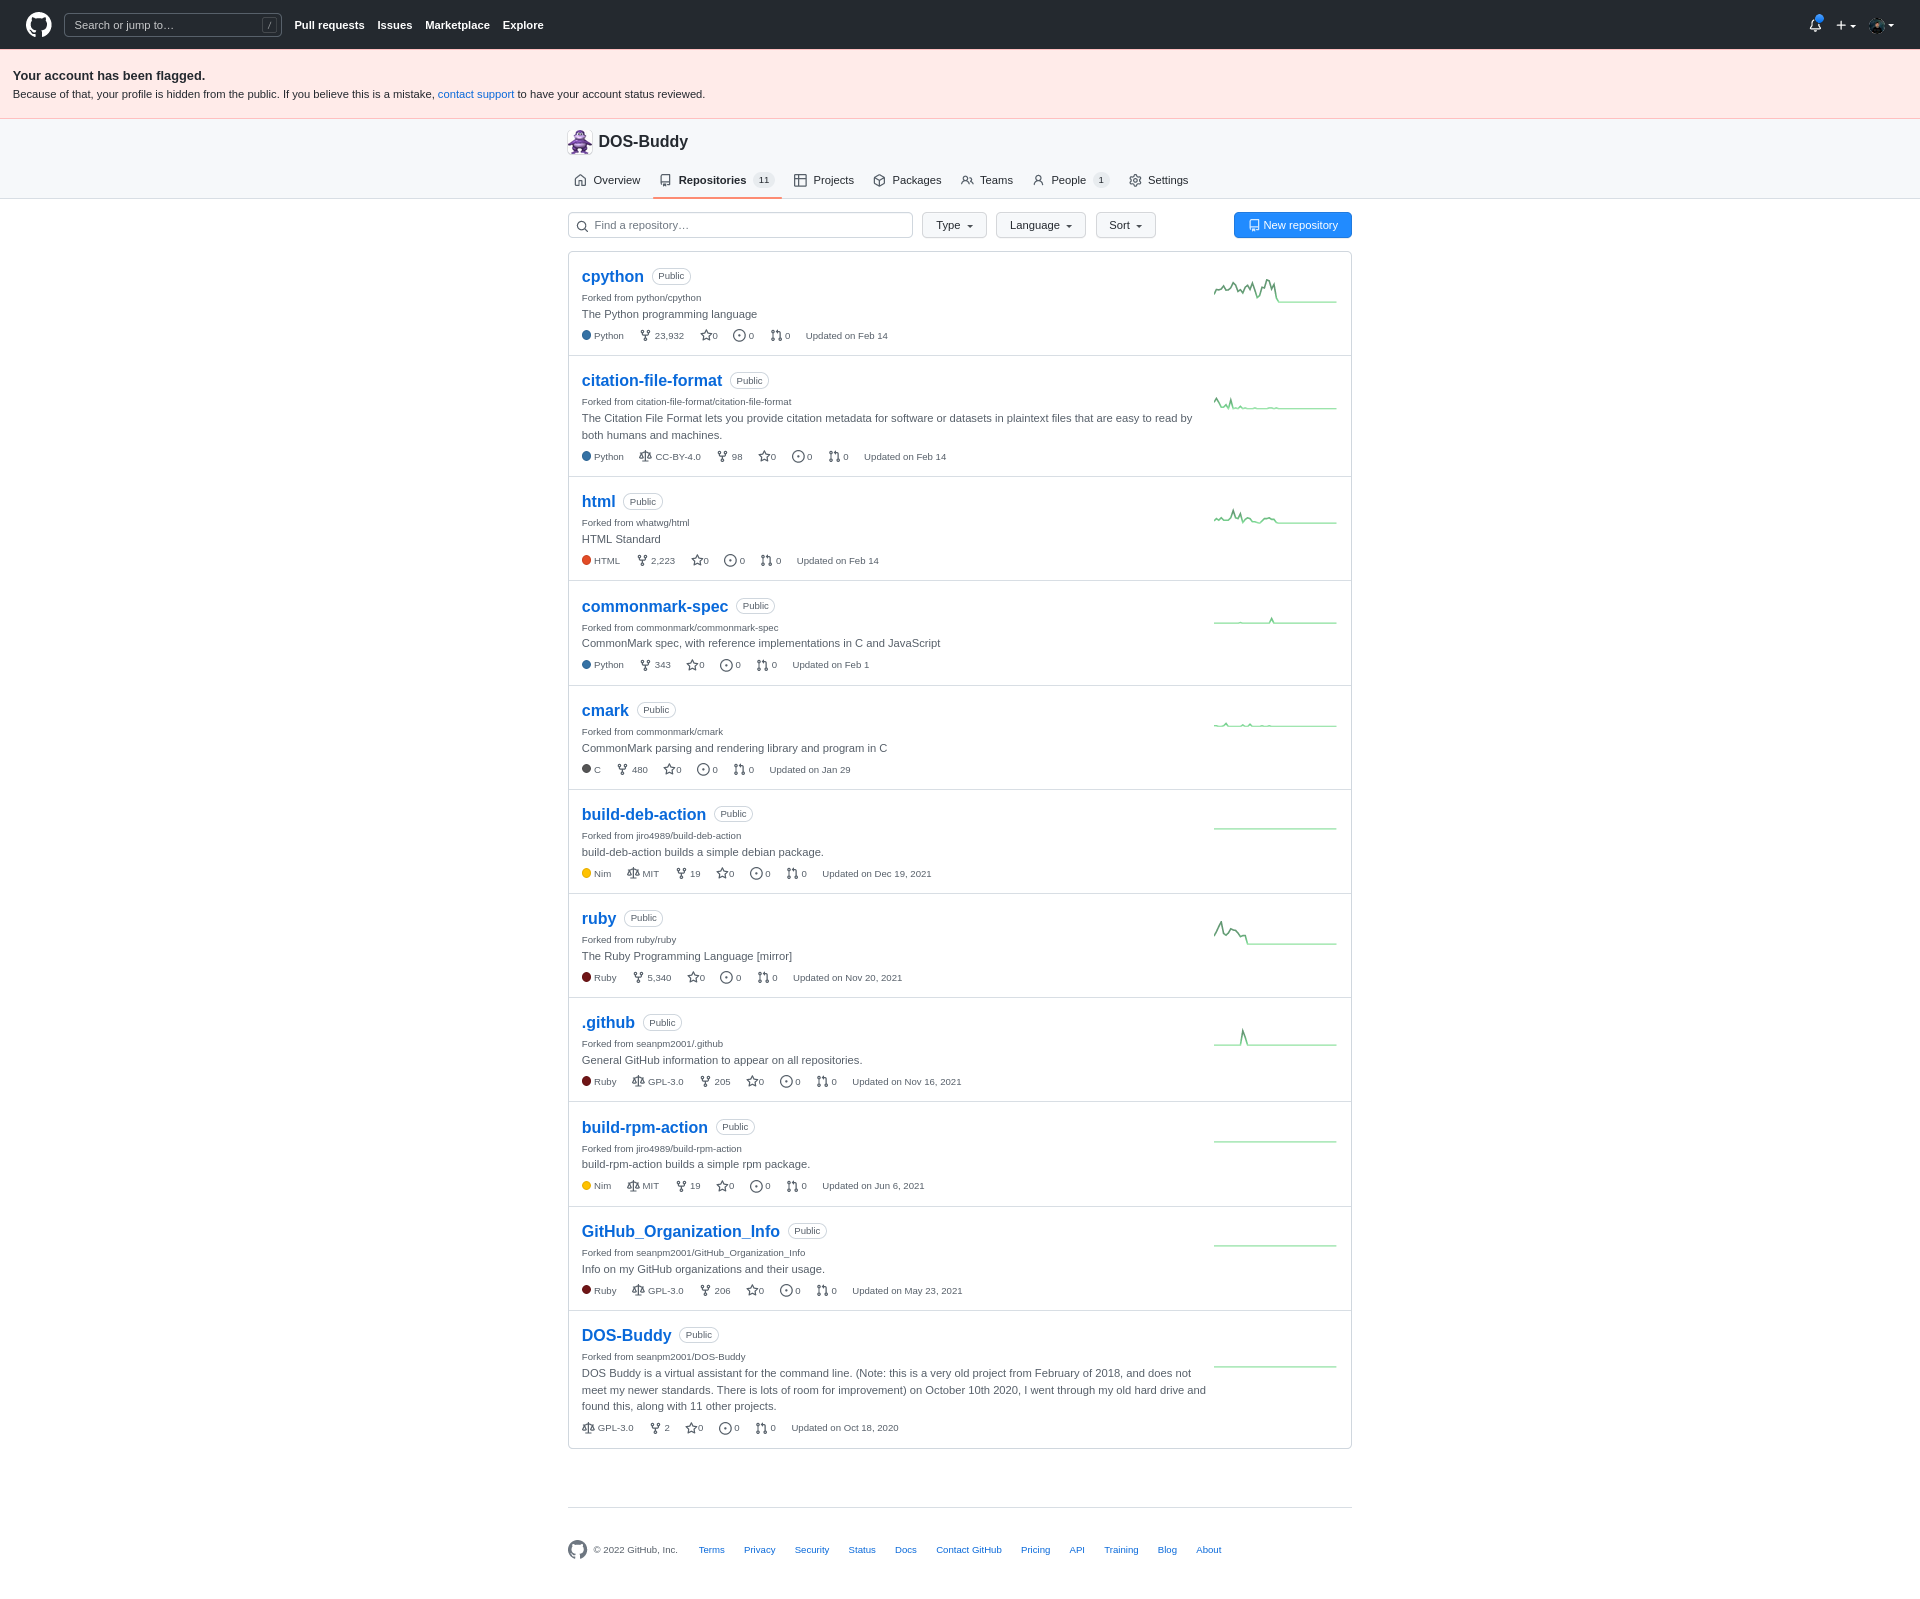 Search or jump to… /
Pull requests Issues Marketplace Explore
Your account has been flagged.
Because of that, your profile is hidden from the public. If you believe this is a mistake, contact support to have your account status reviewed.
DOS-Buddy
Overview Repositories 11 Projects Packages Teams People 1 Settings
Find a repository… Type Language Sort New repository
cpython Public
Forked from python/cpython
The Python programming language
Python 23,932 0 0 0 Updated on Feb 14
citation-file-format Public
Forked from citation-file-format/citation-file-format
The Citation File Format lets you provide citation metadata for software or datasets in plaintext files that are easy to read by
both humans and machines.
Python CC-BY-4.0 98 0 0 0 Updated on Feb 14
html Public
Forked from whatwg/html
HTML Standard
HTML 2,223 0 0 0 Updated on Feb 14
commonmark-spec Public
Forked from commonmark/commonmark-spec
CommonMark spec, with reference implementations in C and JavaScript
Python 343 0 0 0 Updated on Feb 1
cmark Public
Forked from commonmark/cmark
CommonMark parsing and rendering library and program in C
C 480 0 0 0 Updated on Jan 29
build-deb-action Public
Forked from jiro4989/build-deb-action
build-deb-action builds a simple debian package.
Nim MIT 19 0 0 0 Updated on Dec 19, 2021
ruby Public
Forked from ruby/ruby
The Ruby Programming Language [mirror]
Ruby 5,340 0 0 0 Updated on Nov 20, 2021
.github Public
Forked from seanpm2001/.github
General GitHub information to appear on all repositories.
Ruby GPL-3.0 205 0 0 0 Updated on Nov 16, 2021
build-rpm-action Public
Forked from jiro4989/build-rpm-action
build-rpm-action builds a simple rpm package.
Nim MIT 19 0 0 0 Updated on Jun 6, 2021
GitHub_Organization_Info Public
Forked from seanpm2001/GitHub_Organization_Info
Info on my GitHub organizations and their usage.
Ruby GPL-3.0 206 0 0 0 Updated on May 23, 2021
DOS-Buddy Public
Forked from seanpm2001/DOS-Buddy
DOS Buddy is a virtual assistant for the command line. (Note: this is a very old project from February of 2018, and does not
meet my newer standards. There is lots of room for improvement) on October 10th 2020, I went through my old hard drive and
found this, along with 11 other projects.
GPL-3.0 2 0 0 0 Updated on Oct 18, 2020
© 2022 GitHub, Inc. Terms Privacy Security Status Docs Contact GitHub Pricing API Training Blog About